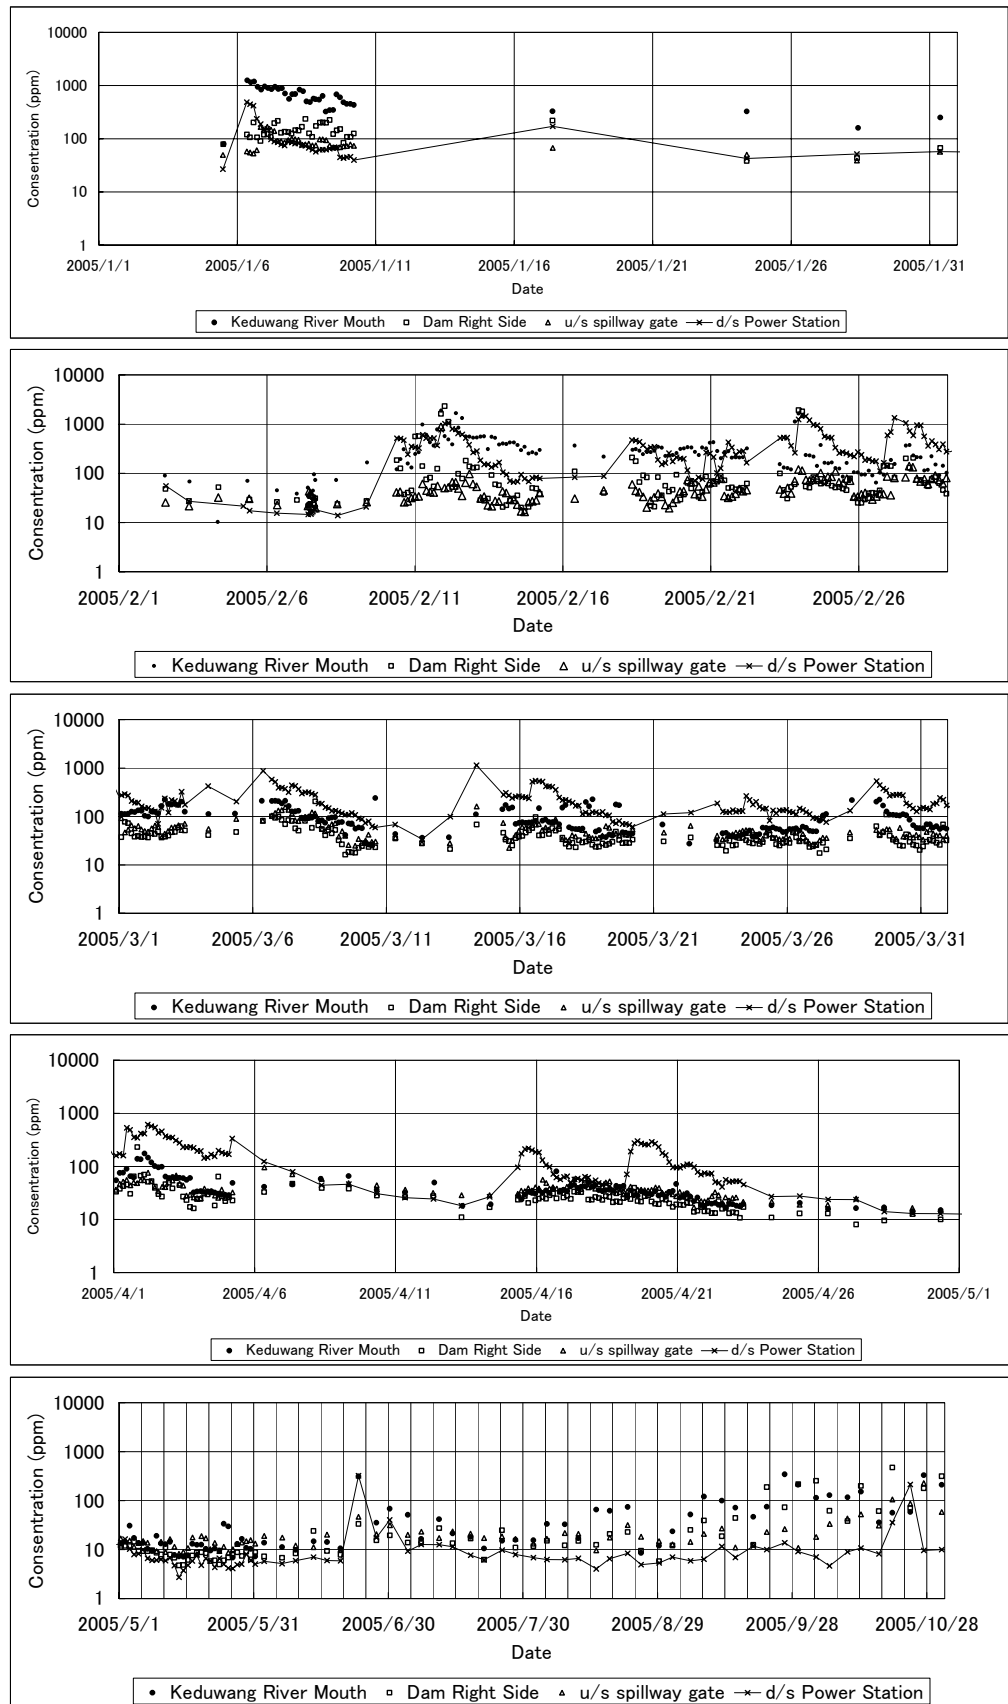 Consentration (ppm)
10000
1000
100
10
1
2005/1/1 2005/1/6 2005/1/11 2005/1/16 2005/1/21 2005/1/26 2005/1/31
Date
Keduwang River Mouth Dam Right Side u/s spillway gate d/s Power Station
Consentration (ppm)
10000
1000
100
10
1
2005/2/1 2005/2/6 2005/2/11 2005/2/16 2005/2/21 2005/2/26
Date
Keduwang River Mouth Dam Right Side u/s spillway gate d/s Power Station
Consentration (ppm)
10000
1000
100
10
1
2005/3/1 2005/3/6 2005/3/11 2005/3/16 2005/3/21 2005/3/26 2005/3/31
Date
Keduwang River Mouth Dam Right Side u/s spillway gate d/s Power Station
Consentration (ppm)
10000
1000
100
10
1
2005/4/1 2005/4/6 2005/4/11 2005/4/16 2005/4/21 2005/4/26 2005/5/1
Date
Keduwang River Mouth Dam Right Side u/s spillway gate d/s Power Station
Consentration (ppm)
10000
1000
100
10
1
2005/5/1 2005/5/31 2005/6/30 2005/7/30 2005/8/29 2005/9/28 2005/10/28
Date
Keduwang River Mouth Dam Right Side u/s spillway gate d/s Power Station